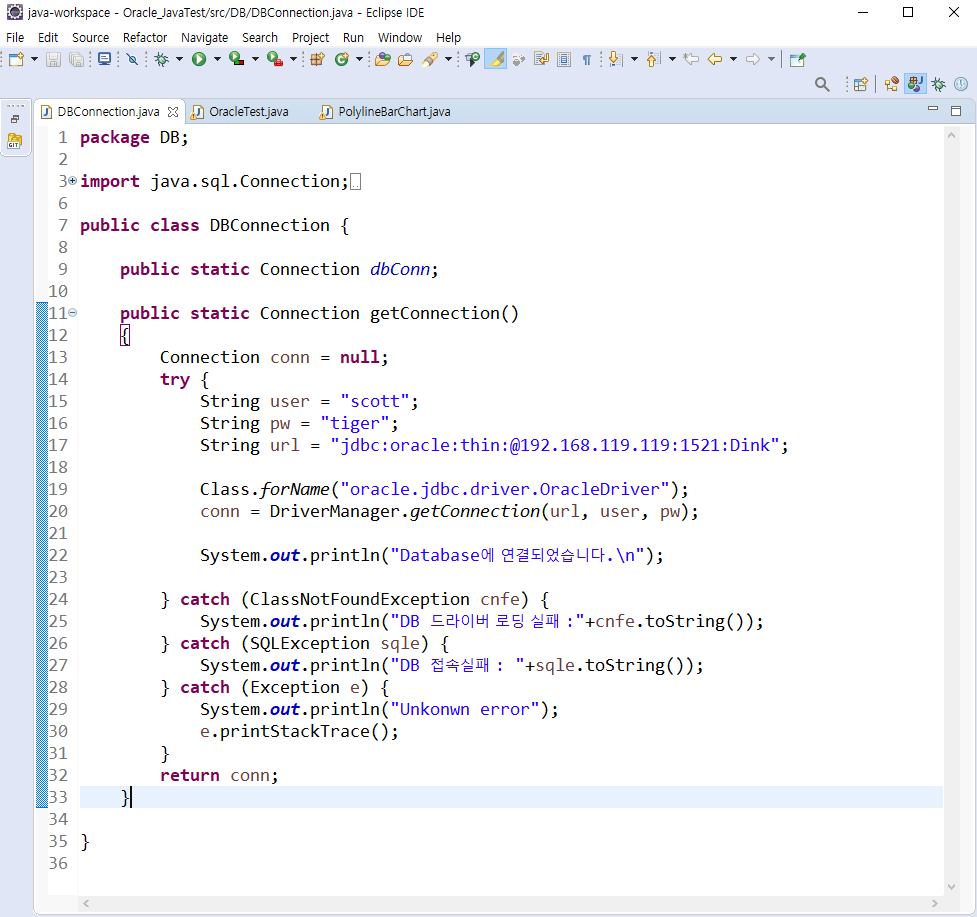 java-workspace - Oracle_JavaTest/src/DB/DBConnection.java - Eclipse IDE
File Edit Source Refactor Navigate Search Project Run Window Help
DBConnection.java OracleTest.java PolylineBarChart.java
1 package DB;
2
3 import java.sql.Connection;
6
7 public class DBConnection {
8
9 public static Connection dbConn;
10
11 public static Connection getConnection()
12 {
13 Connection conn = null;
14 try {
15 String user = "scott";
16 String pw = "tiger";
17 String url = "jdbc:oracle:thin:@192.168.119.119:1521:Dink";
18
19 Class.forName("oracle.jdbc.driver.OracleDriver");
20 conn = DriverManager.getConnection(url, user, pw);
21
22 System.out.println("Database에 연결되었습니다.\n");
23
24 } catch (ClassNotFoundException cnfe) {
25 System.out.println("DB 드라이버 로딩 실패 :"+cnfe.toString());
26 } catch (SQLException sqle) {
27 System.out.println("DB 접속실패 : "+sqle.toString());
28 } catch (Exception e) {
29 System.out.println("Unkonwn error");
30 e.printStackTrace();
31 }
32 return conn;
33 }
34
35 }
36